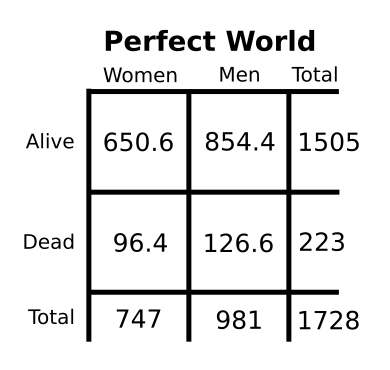 Perfect World
Women Men Total
Alive 650.6 854.4 1505
Dead 96.4 126.6 223
Total 747 981 1728